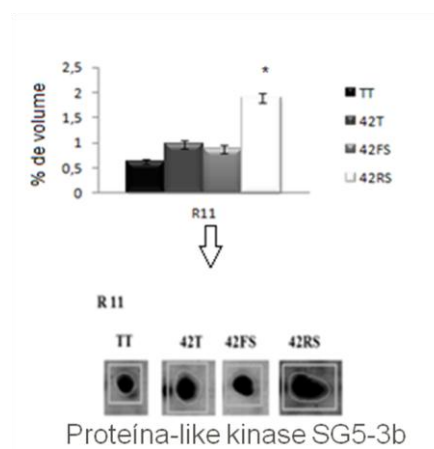 2,5
2
1,5
1
0,5
0
% de volume
*
TT
42T
42FS
42RS
R11
R 11
TT 42T 42FS 42RS
Proteína-like kinase SG5-3b